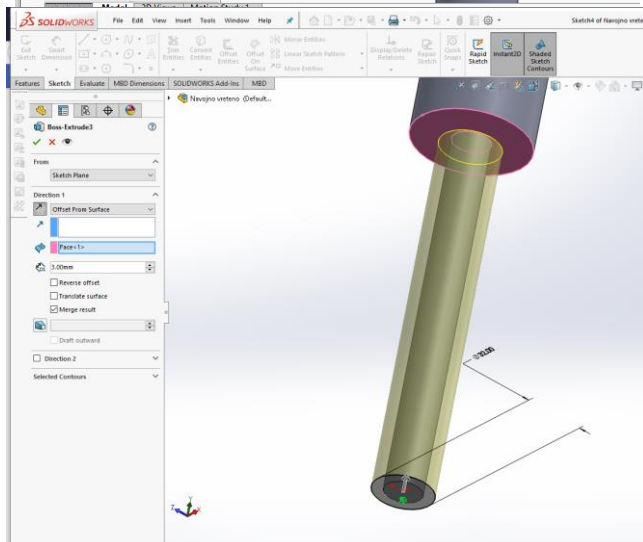 Model 3D Views Motion Study 1
SOLIDWORKS File Edit View Insert Tools Window Help Sketch4 of Navojno vret
Exit Sketch
Smart Dimension
Trim Entities
Convert Entities
Offset Entities
Offset On Surface
Mirror Entities
Linear Sketch Pattern
Move Entities
Display/Delete Relations
Repair Sketch
Quick Snaps
Rapid Sketch
Instant2D
Shaded Sketch Contours
Features Sketch Evaluate MBD Dimensions SOLIDWORKS Add-Ins MBD
Navojno vreteno (Default...
Boss-Extrude3
From
Sketch Plane
Direction 1
Offset From Surface
Face<1>
3.00mm
Reverse offset
Translate surface
Merge result
Draft outward
Direction 2
Selected Contours